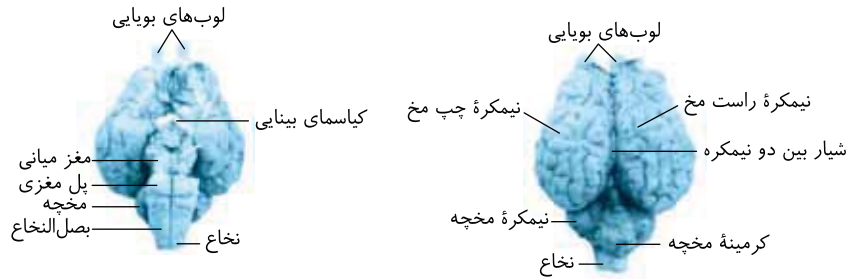 لوب‌های بویایی
نیمکرهٔ راست مخ
نیمکرهٔ چپ مخ
شیار بین دو نیمکره
نیمکرهٔ مخچه
کرمینهٔ مخچه
نخاع
لوب‌های بویایی
کیاسمای بینایی
مغز میانی
پل مغزی
مخچه
بصل‌النخاع
نخاع